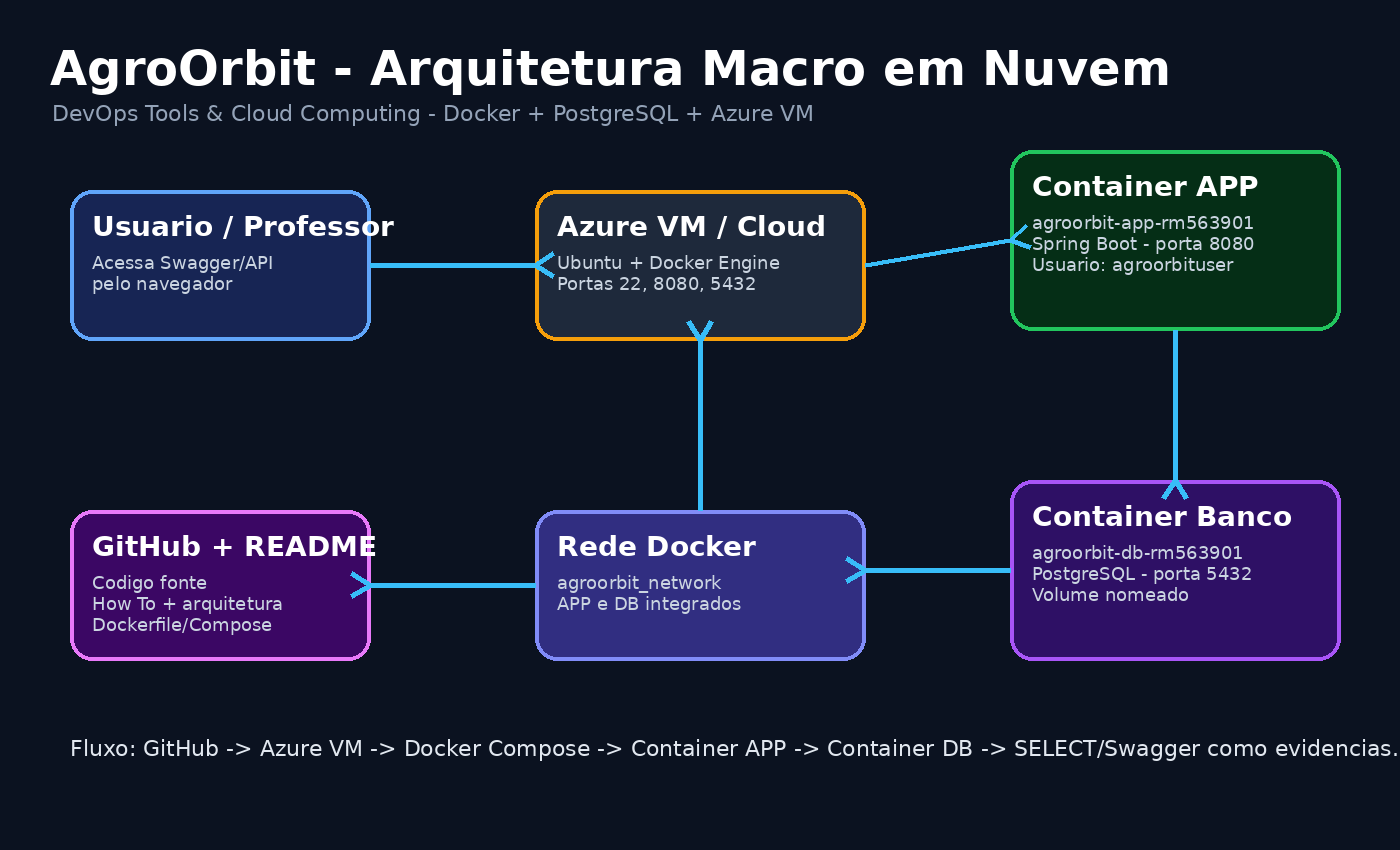 AgroOrbit - Arquitetura Macro em Nuvem
DevOps Tools & Cloud Computing - Docker + PostgreSQL + Azure VM
Usuario / Professor
Acessa Swagger/API
pelo navegador
Azure VM / Cloud
Ubuntu + Docker Engine
Portas 22, 8080, 5432
Container APP
agroorbit-app-rm563901
Spring Boot - porta 8080
Usuario: agroorbituser
GitHub + README
Codigo fonte
How To + arquitetura
Dockerfile/Compose
Rede Docker
agroorbit_network
APP e DB integrados
Container Banco
agroorbit-db-rm563901
PostgreSQL - porta 5432
Volume nomeado
Fluxo: GitHub -> Azure VM -> Docker Compose -> Container APP -> Container DB -> SELECT/Swagger como evidencias.